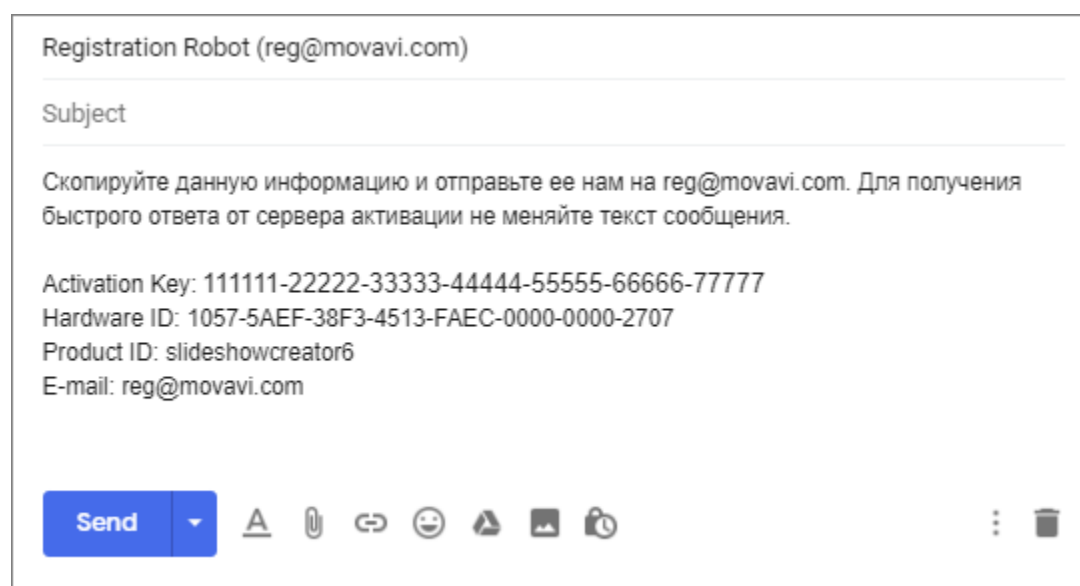 Registration Robot (reg@movavi.com)
Subject
Скопируйте данную информацию и отправьте ее нам на reg@movavi.com. Для получения
быстрого ответа от сервера активации не меняйте текст сообщения.
Activation Key: 111111-22222-33333-44444-55555-66666-77777
Hardware ID: 1057-5AEF-38F3-4513-FAEC-0000-0000-2707
Product ID: slideshowcreator6
E-mail: reg@movavi.com
Send